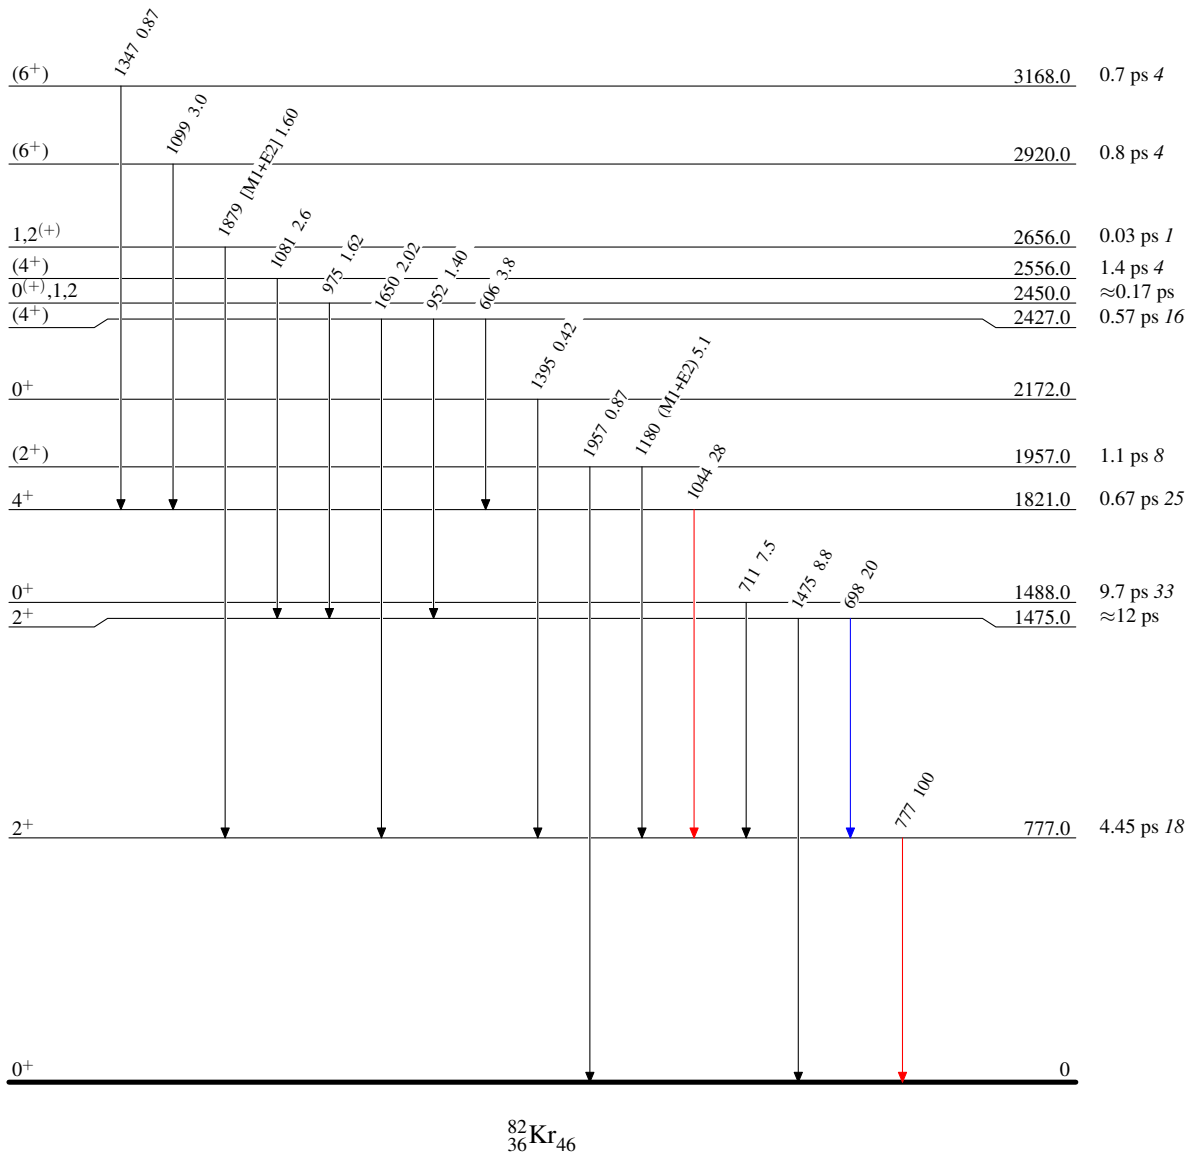 1347 0.87
(6+) 3168.0 0.7 ps 4
1099 3.0
(6+) 2920.0 0.8 ps 4
1879 [M1+E2] 1.60
1,2(+) 2656.0 0.03 ps 1
1081 2.6
(4+) 2556.0 1.4 ps 4
975 1.62
0(+),1,2 2450.0 ≈0.17 ps
1650 2.02
952 1.40
606 3.8
(4+) 2427.0 0.57 ps 16
1395 0.42
0+ 2172.0
1957 0.87
1180 (M1+E2) 5.1
(2+) 1957.0 1.1 ps 8
1044 28
4+ 1821.0 0.67 ps 25
711 7.5
0+ 1488.0 9.7 ps 33
1475 8.8
698 20
2+ 1475.0 ≈12 ps
777 100
2+ 777.0 4.45 ps 18
0+ 0
82 36 Kr 46